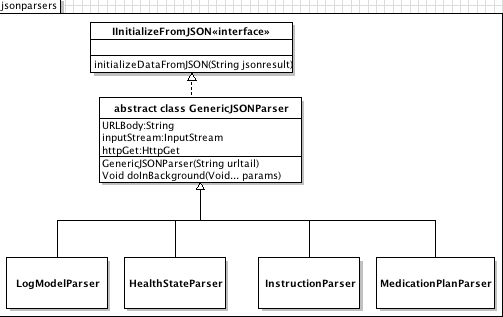 jsonparsers
IInitializeFromJSON«interface»
initializeDataFromJSON(String jsonresult)
abstract class GenericJSONParser
URLBody:String
inputStream:InputStream
httpGet:HttpGet
GenericJSONParser(String urltail)
Void doInBackground(Void... params)
LogModelParser
HealthStateParser
InstructionParser
MedicationPlanParser